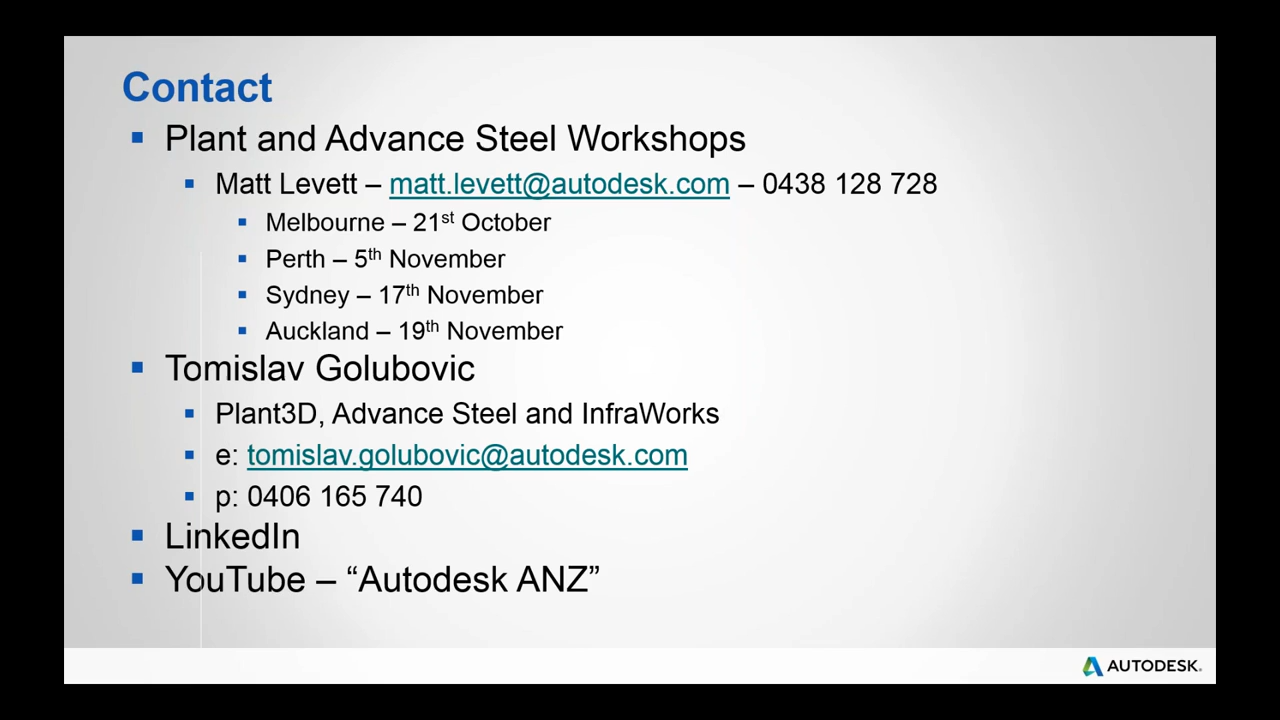 Contact
Plant and Advance Steel Workshops
Matt Levett – matt.levett@autodesk.com – 0438 128 728
Melbourne – 21st October
Perth – 5th November
Sydney – 17th November
Auckland – 19th November
Tomislav Golubovic
Plant3D, Advance Steel and InfraWorks
e: tomislav.golubovic@autodesk.com
p: 0406 165 740
LinkedIn
YouTube – “Autodesk ANZ”
AUTODESK.